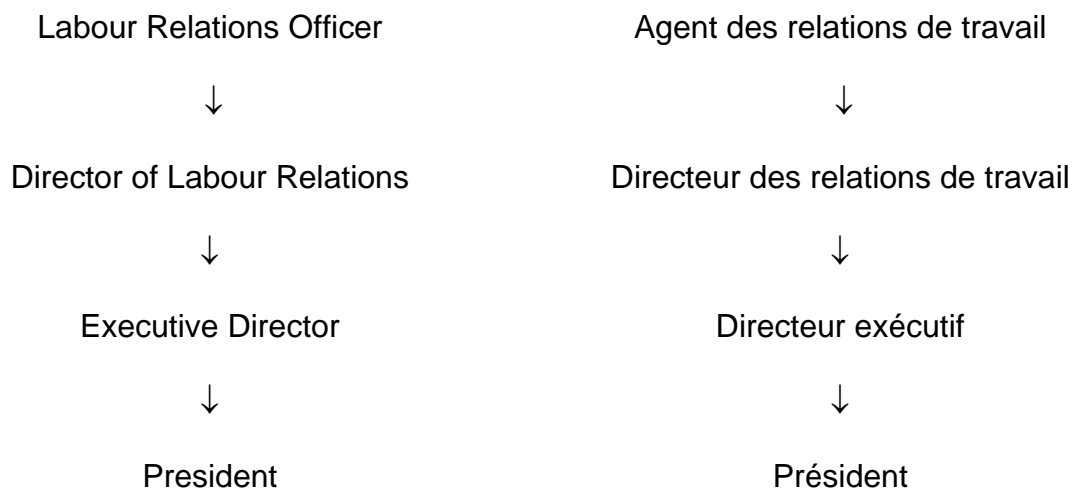 Labour Relations Officer
↓
Director of Labour Relations
↓
Executive Director
↓
President
Agent des relations de travail
↓
Directeur des relations de travail
↓
Directeur exécutif
↓
Président